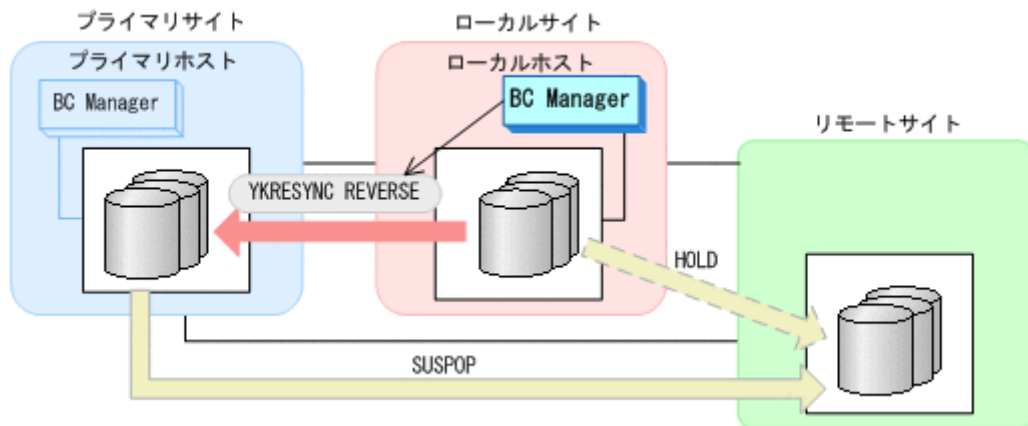 プライマリサイト
ローカルサイト
プライマリホスト
ローカルホスト
BC Manager
BC Manager
リモートサイト
YKRESYNC REVERSE
HOLD
SUSPOP